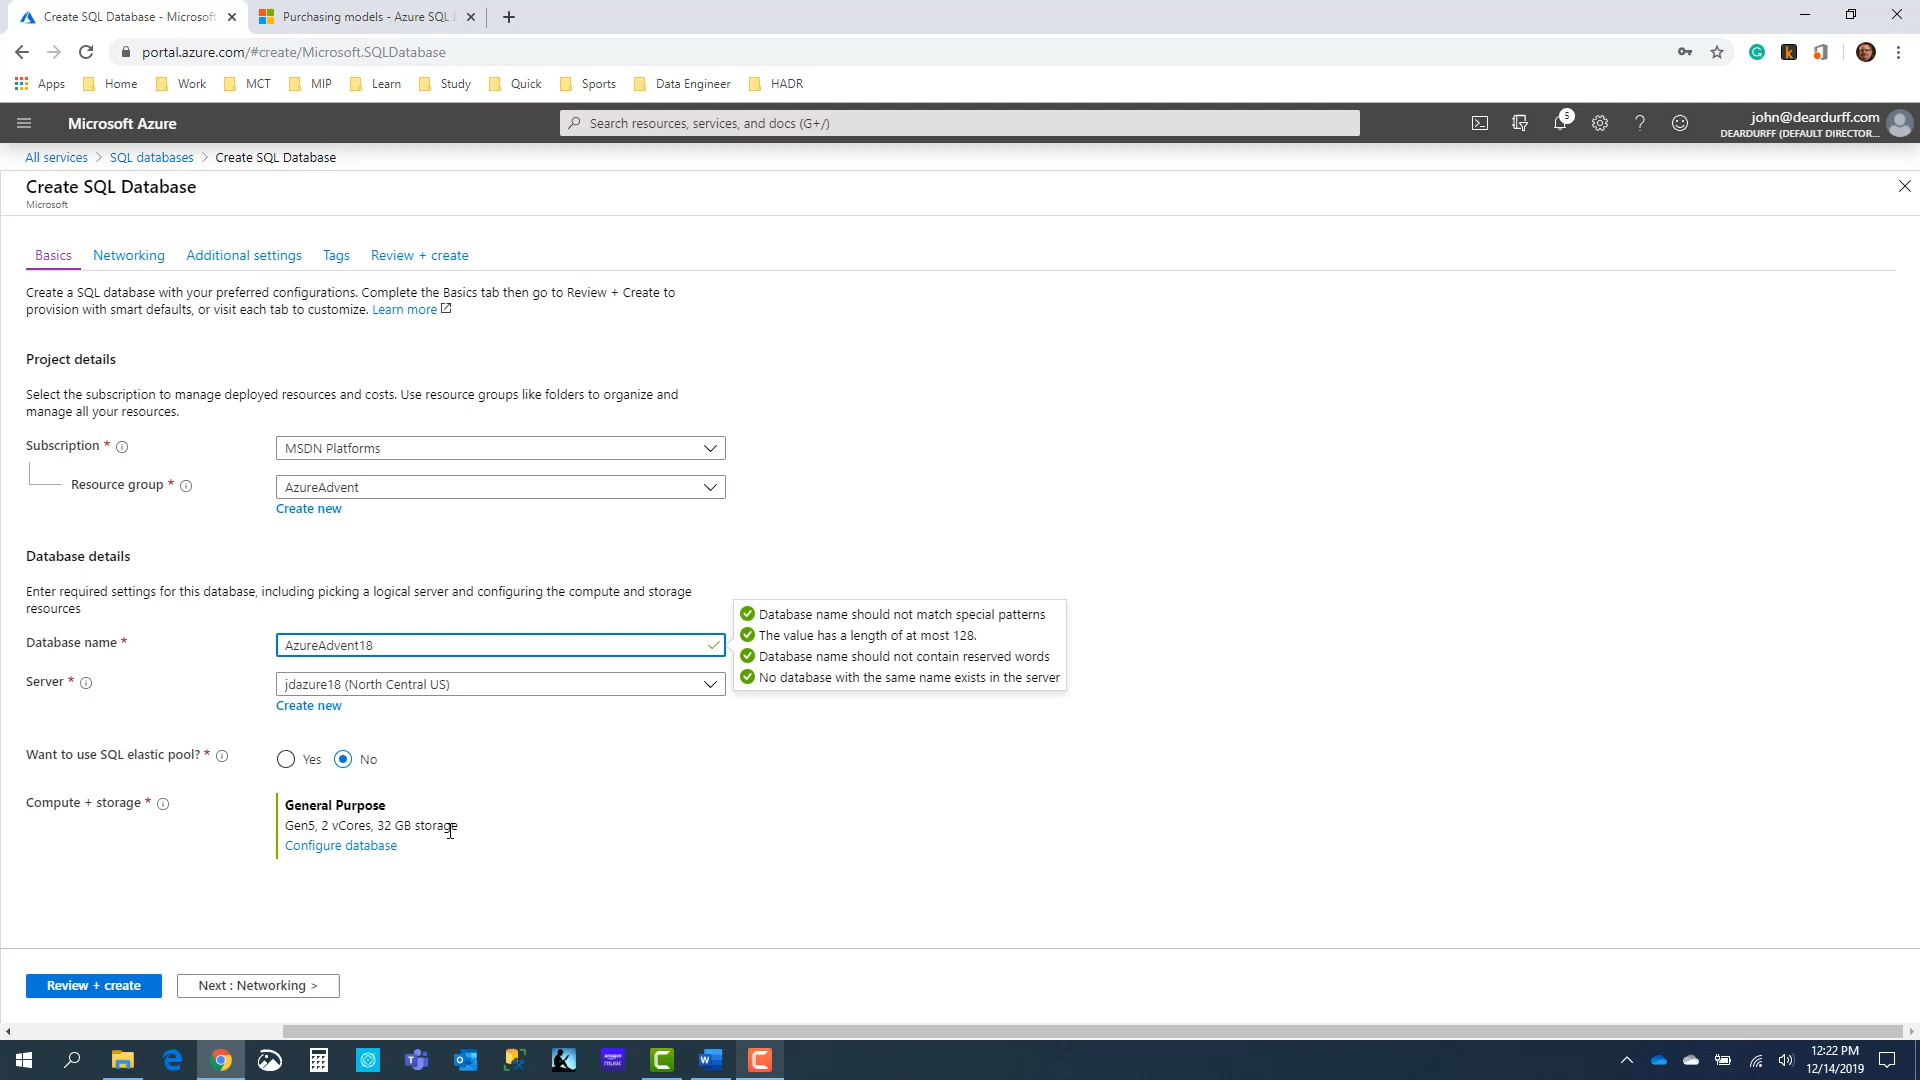 Create SQL Database - Microsoft
Purchasing models - Azure SQL D
portal.azure.com/#create/Microsoft.SQLDatabase
Apps
Home
Work
MCT
MIP
Learn
Study
Quick
Sports
Data Engineer
HADR
Microsoft Azure
Search resources, services, and docs (G+/)
5
john@deardurff.com
DEARDURFF (DEFAULT DIRECTOR...
All services > SQL databases > Create SQL Database
Create SQL Database
Microsoft
Basics
Networking
Additional settings
Tags
Review + create
Create a SQL database with your preferred configurations. Complete the Basics tab then go to Review + Create to
provision with smart defaults, or visit each tab to customize. Learn more
Project details
Select the subscription to manage deployed resources and costs. Use resource groups like folders to organize and
manage all your resources.
Subscription *
MSDN Platforms
Resource group *
AzureAdvent
Create new
Database details
Enter required settings for this database, including picking a logical server and configuring the compute and storage
resources
Database name *
AzureAdvent18
Database name should not match special patterns
The value has a length of at most 128.
Database name should not contain reserved words
No database with the same name exists in the server
Server *
jdazure18 (North Central US)
Create new
Want to use SQL elastic pool? *
Yes
No
Compute + storage *
General Purpose
Gen5, 2 vCores, 32 GB storage
Configure database
Review + create
Next : Networking >
amazon
music
12:22 PM
12/14/2019